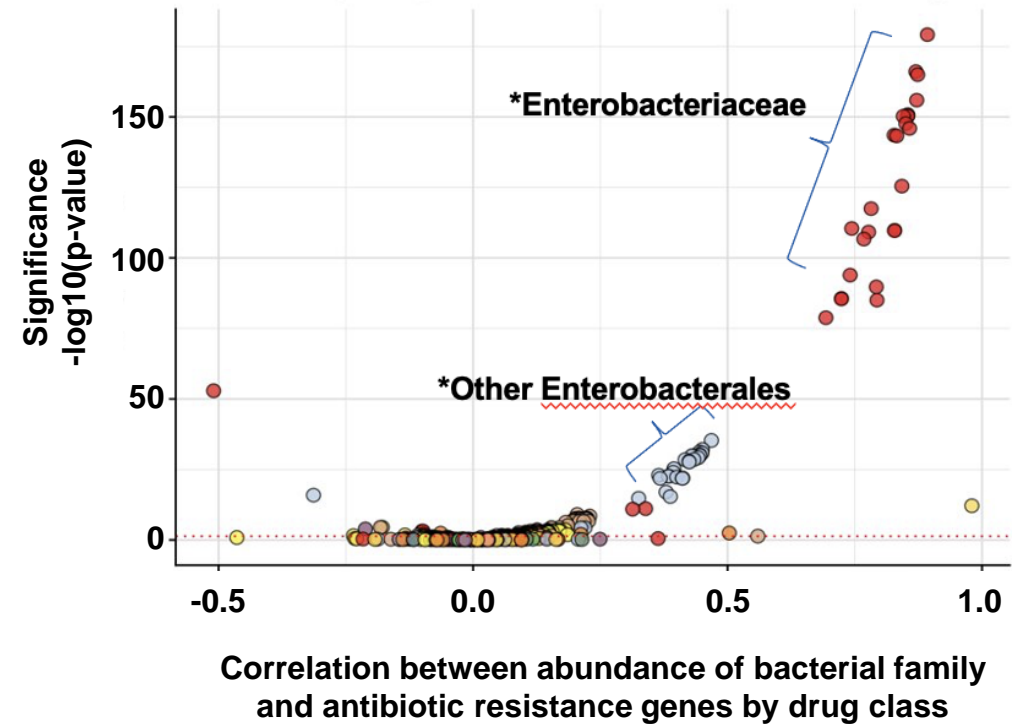 *Enterobacteriaceae
*Other Enterobacterales
Significance
-log10(p-value)
150
100
50
0
-0.5
0.0
0.5
1.0
Correlation between abundance of bacterial family
and antibiotic resistance genes by drug class